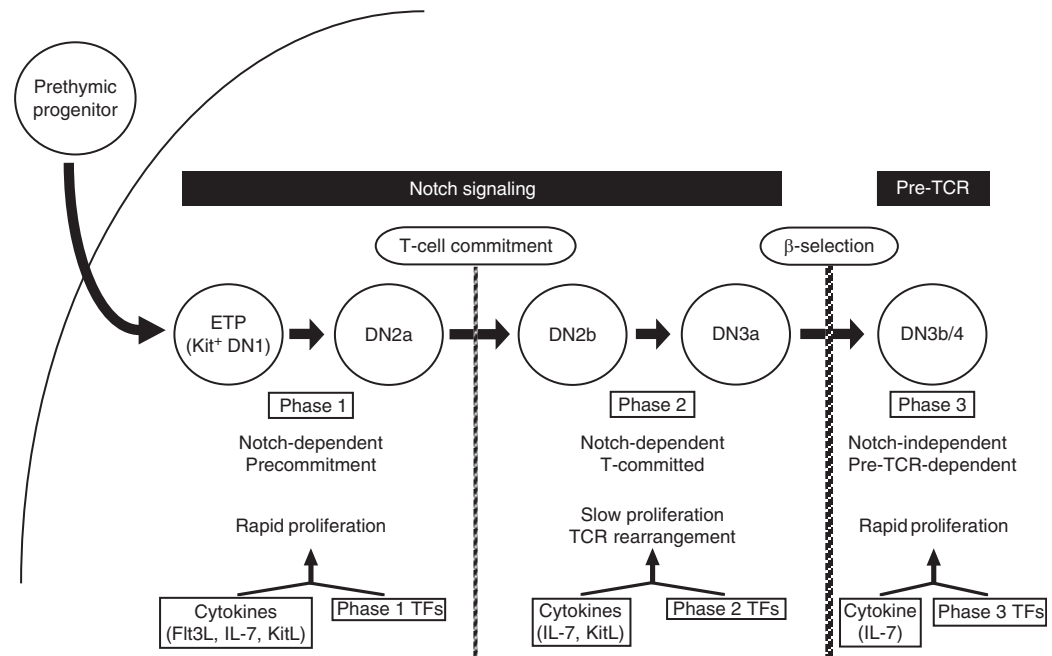 Prethymic
progenitor
Notch signaling
Pre-TCR
T-cell commitment
β-selection
ETP
(Kit⁺ DN1)
DN2a
DN2b
DN3a
DN3b/4
Phase 1
Phase 2
Phase 3
Notch-dependent
Precommitment
Notch-dependent
T-committed
Notch-independent
Pre-TCR-dependent
Rapid proliferation
Slow proliferation
TCR rearrangement
Rapid proliferation
Cytokines
(Flt3L, IL-7, KitL)
Phase 1 TFs
Cytokines
(IL-7, KitL)
Phase 2 TFs
Cytokine
(IL-7)
Phase 3 TFs